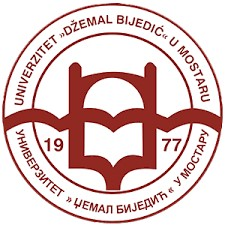 UNIVERZITET »DŽEMAL BIJEDIĆ« U MOSTARU
19 77
УНИВЕРЗИТЕТ »ЏЕМАЛ БИЈЕДИЋ« У МОСТАРУ